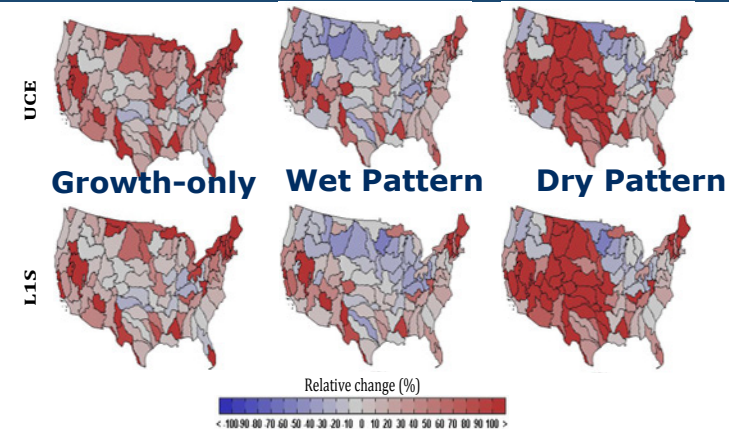 UCE
Growth-only Wet Pattern Dry Pattern
L1S
Relative change (%)
< -100 -90 -80 -70 -60 -50 -40 -30 -20 -10 0 10 20 30 40 50 60 70 80 90 100 >